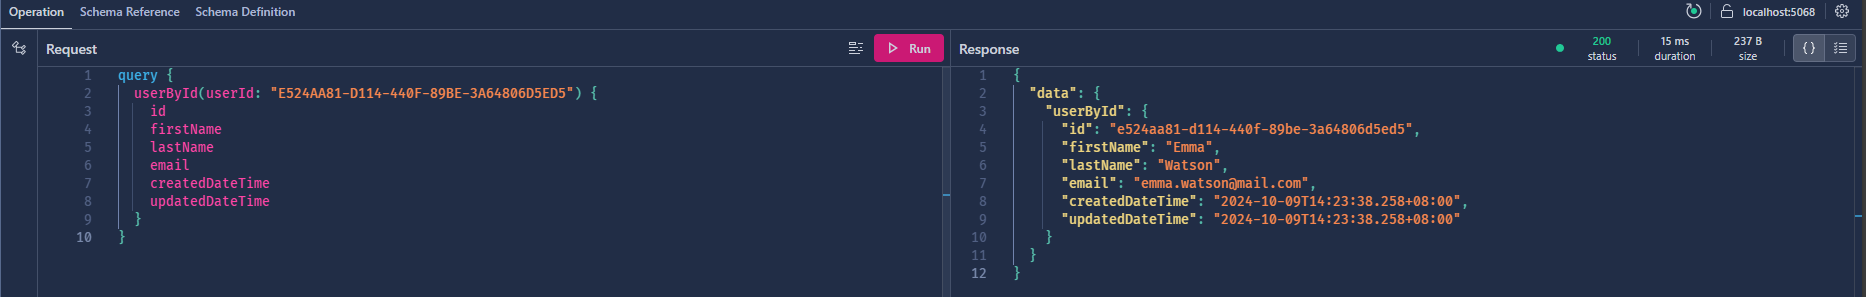 Operation Schema Reference Schema Definition localhost:5068
Request Run Response 200 status 15 ms duration 237 B size {}
1 query {
2 userById(userId: "E524AA81-D114-440F-89BE-3A64806D5ED5") {
3 id
4 firstName
5 lastName
6 email
7 createdDateTime
8 updatedDateTime
9 }
10 }
1 {
2 "data": {
3 "userById": {
4 "id": "e524aa81-d114-440f-89be-3a64806d5ed5",
5 "firstName": "Emma",
6 "lastName": "Watson",
7 "email": "emma.watson@mail.com",
8 "createdDateTime": "2024-10-09T14:23:38.258+08:00",
9 "updatedDateTime": "2024-10-09T14:23:38.258+08:00"
10 }
11 }
12 }